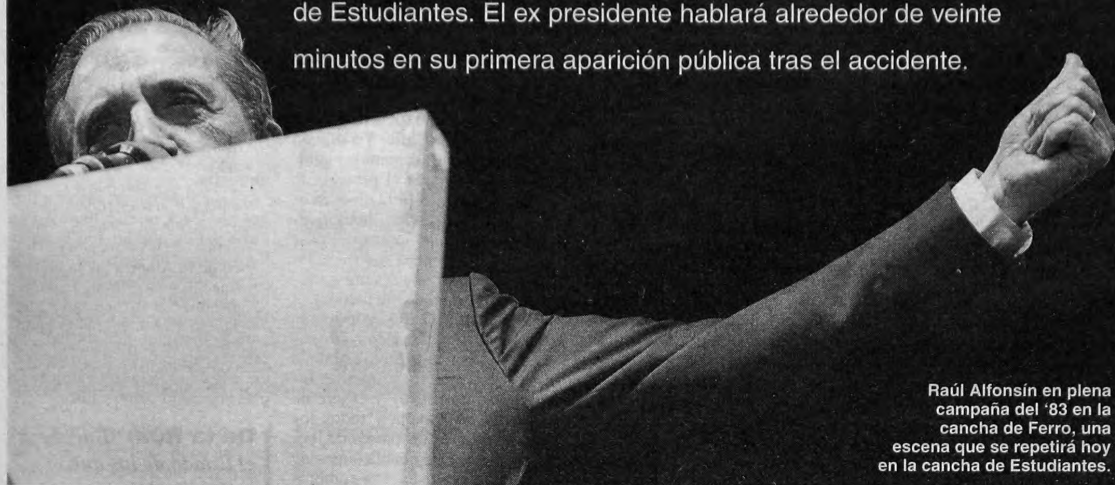 de Estudiantes. El ex presidente hablará alrededor de veinte
minutos en su primera aparición pública tras el accidente.
Raúl Alfonsín en plena
campaña del ‘83 en la
cancha de Ferro, una
escena que se repetirá hoy
en la cancha de Estudiantes.